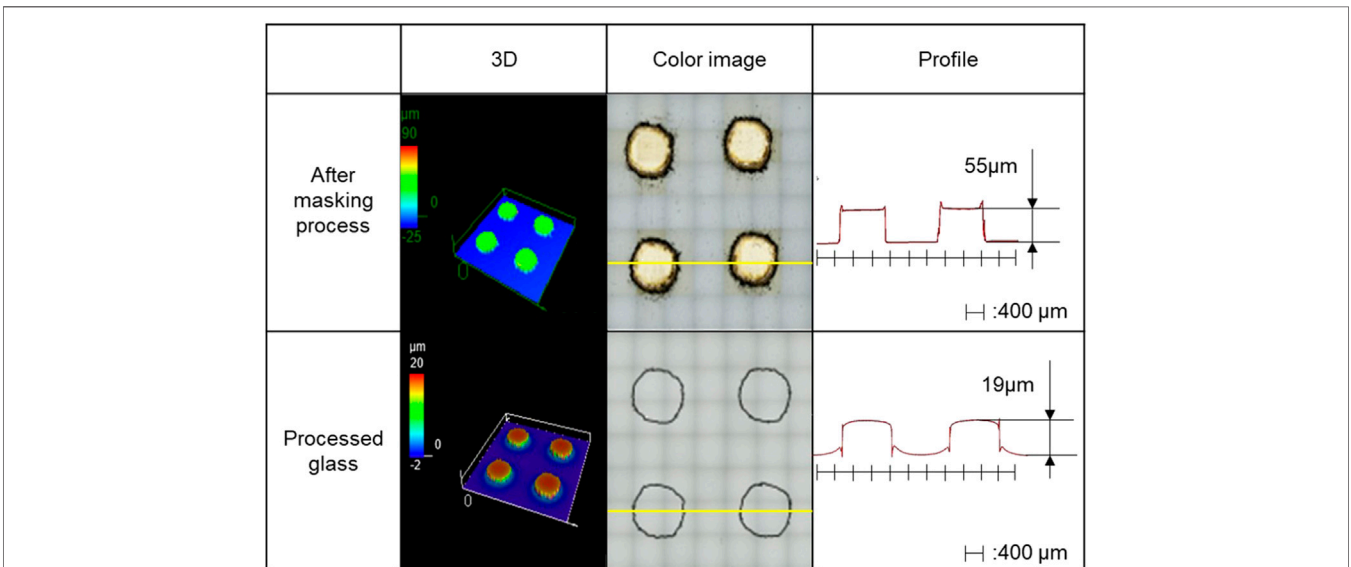 3D
Color image
Profile
After
masking
process
µm
90
0
-25
0
55µm
:400 µm
Processed
glass
µm
20
0
-2
0
19µm
:400 µm